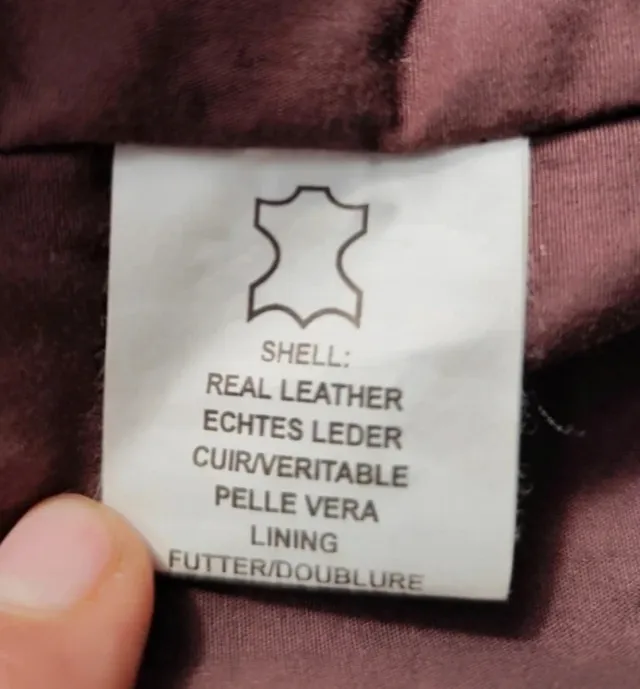 SHELL:
REAL LEATHER
ECHTES LEDER
CUIR/VERITABLE
PELLE VERA
LINING
FUTTER/DOUBLURE